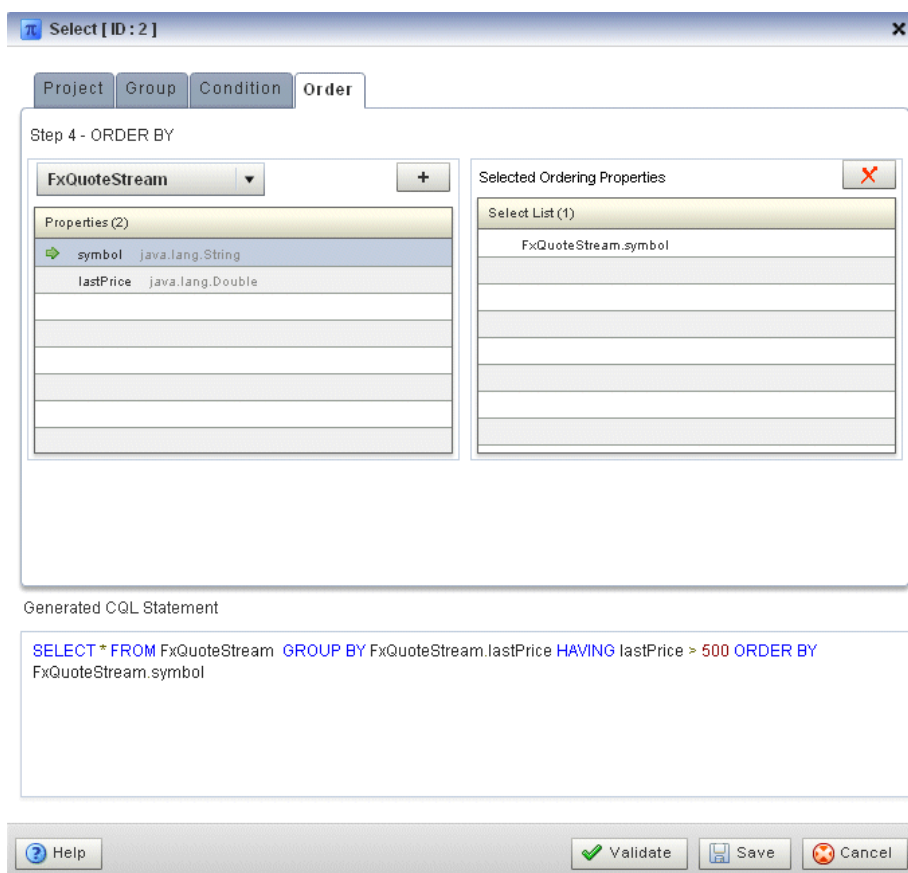 π Select [ ID : 2 ]
Project Group Condition Order
Step 4 - ORDER BY
FxQuoteStream + Selected Ordering Properties
Properties (2) Select List (1)
symbol java.lang.String FxQuoteStream.symbol
lastPrice java.lang.Double
Generated CQL Statement
SELECT * FROM FxQuoteStream GROUP BY FxQuoteStream.lastPrice HAVING lastPrice > 500 ORDER BY
FxQuoteStream.symbol
? Help Validate Save Cancel